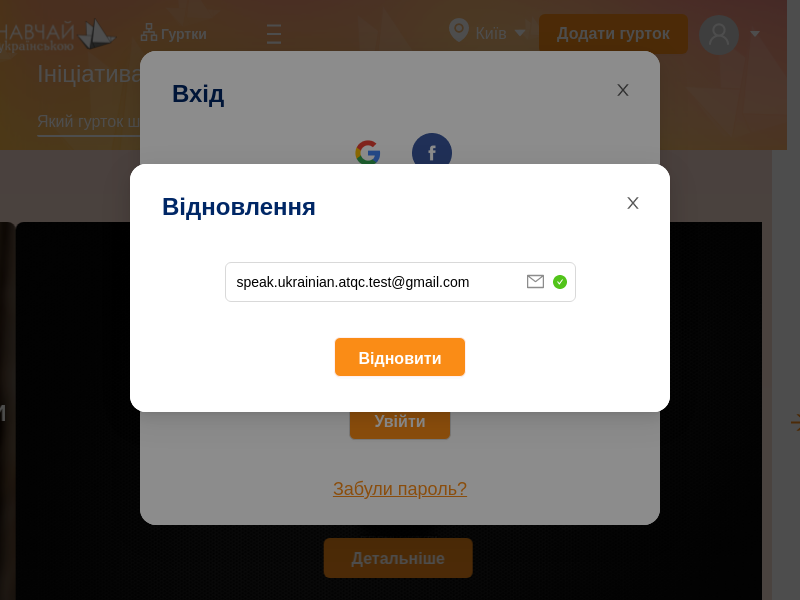 НАВЧАЙ
українською
Гуртки
Київ
Додати гурток
Ініціатива
Який гурток ш
Вхід
Відновлення
speak.ukrainian.atqc.test@gmail.com
Відновити
Увійти
Забули пароль?
Детальніше